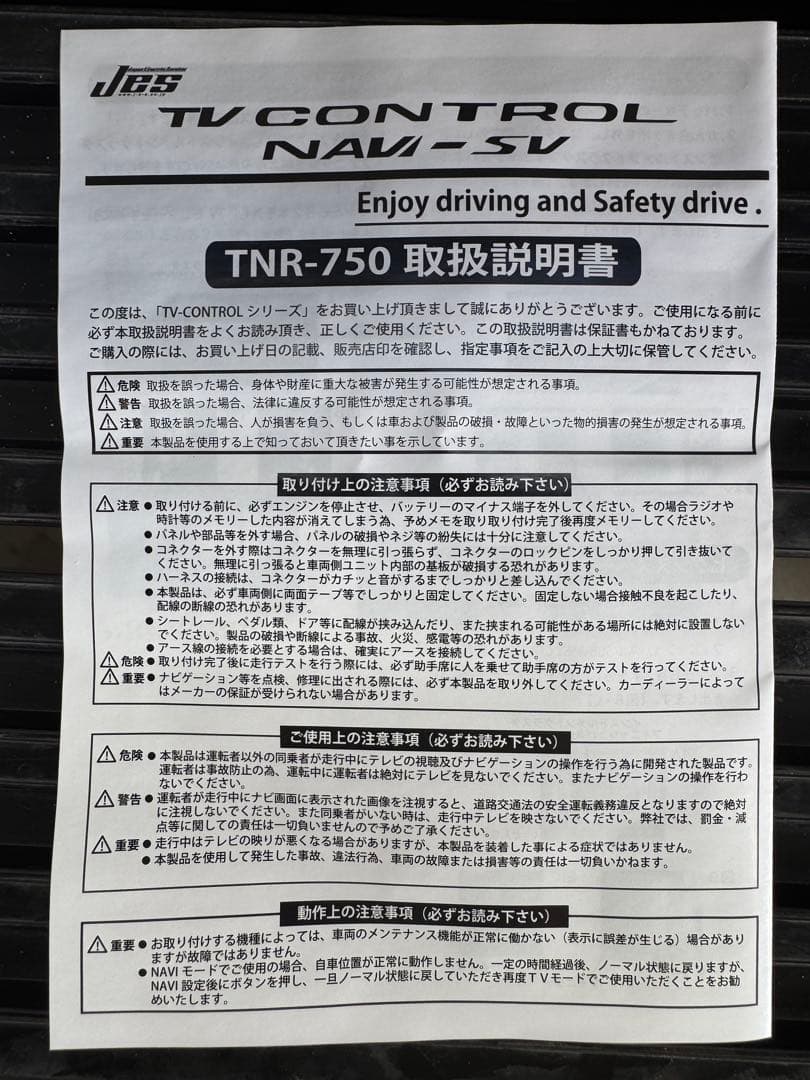 Jes
TV CONTROL
NAVI-SV
Enjoy driving and Safety drive .
TNR-750 取扱説明書
この度は、「TV-CONTROL シリーズ」をお買い上げ頂きまして誠にありがとうございます。ご使用になる前に
必ず本取扱説明書をよくお読み頂き、正しくご使用ください。この取扱説明書は保証書もかねております。
ご購入の際には、お買い上げ日の記載、販売店印を確認し、指定事項をご記入の上大切に保管してください。
危険 取扱を誤った場合、身体や財産に重大な被害が発生する可能性が想定される事項。
警告 取扱を誤った場合、法律に違反する可能性が想定される事項。
注意 取扱を誤った場合、人が損害を負う、もしくは車および製品の破損・故障といった物的損害の発生が想定される事項。
重要 本製品を使用する上で知っておいて頂きたい事を示しています。
取り付け上の注意事項（必ずお読み下さい）
注意 ● 取り付ける前に、必ずエンジンを停止させ、バッテリーのマイナス端子を外してください。その場合ラジオや
時計等のメモリーした内容が消えてしまう為、予めメモを取り取り付け完了後再度メモリーしてください。
● パネルや部品等を外す場合、パネルの破損やネジ等の紛失には十分に注意してください。
● コネクターを外す際はコネクターを無理に引っ張らず、コネクターのロックピンをしっかり押して引き抜いて
ください。無理に引っ張ると車両側ユニット内部の基板が破損する恐れがあります。
● ハーネスの接続は、コネクターがカチッと音がするまでしっかりと差し込んでください。
● 本製品は、必ず車両側に両面テープ等でしっかりと固定してください。固定しない場合接触不良を起こしたり、
配線の断線の恐れがあります。
● シートレール、ペダル類、ドア等に配線が挟み込んだり、また挟まれる可能性がある場所には絶対に設置しない
でください。製品の破損や断線による事故、火災、感電等の恐れがあります。
● アース線の接続を必要とする場合は、確実にアースを接続してください。
危険 ● 取り付け完了後に走行テストを行う際には、必ず助手席に人を乗せて助手席の方がテストを行ってください。
重要 ● ナビゲーション等を点検、修理に出される際には、必ず本製品を取り外してください。カーディーラーによって
はメーカーの保証が受けられない場合があります。
ご使用上の注意事項（必ずお読み下さい）
危険 ● 本製品は運転者以外の同乗者が走行中にテレビの視聴及びナビゲーションの操作を行う為に開発された製品です。
運転者は事故防止の為、運転中に運転者は絶対にテレビを見ないでください。またナビゲーションの操作を行わ
ないでください。
警告 ● 運転者が走行中にナビ画面に表示された画像を注視すると、道路交通法の安全運転義務違反となりますので絶対
に注視しないでください。また同乗者がいない時は、走行中テレビを映さないでください。弊社では、罰金・減
点等に関しての責任は一切負いませんので予めご了承ください。
重要 ● 走行中はテレビの映りが悪くなる場合がありますが、本製品を装着した事による症状ではありません。
● 本製品を使用して発生した事故、違法行為、車両の故障または損害等の責任は一切負いかねます。
動作上の注意事項（必ずお読み下さい）
重要 ● お取り付けする機種によっては、車両のメンテナンス機能が正常に働かない（表示に誤差が生じる）場合があり
ますが故障ではありません。
● NAVI モードでご使用の場合、自車位置が正常に動作しません。一定の時間経過後、ノーマル状態に戻りますが、
NAVI 設定後にボタンを押し、一旦ノーマル状態に戻していただき再度ＴＶモードでご使用いただくことをお勧
めいたします。